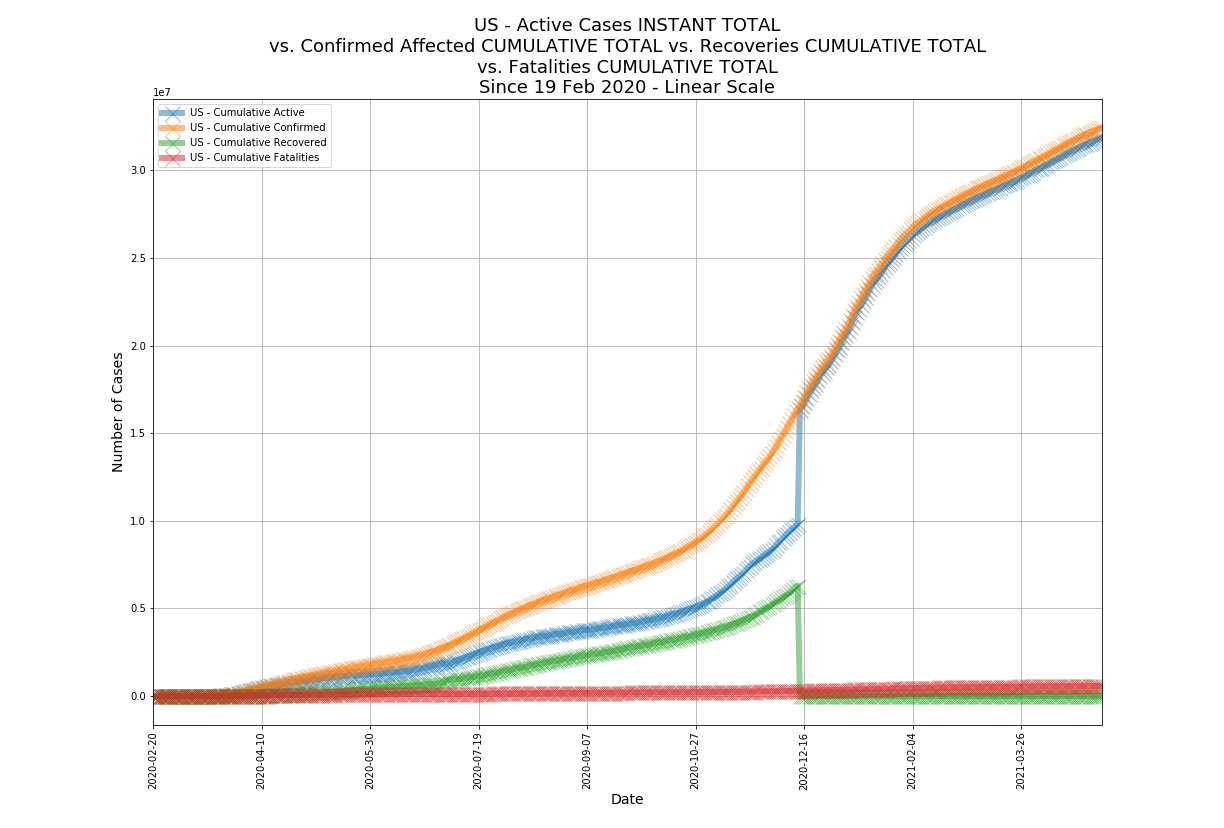 US - Active Cases INSTANT TOTAL
vs. Confirmed Affected CUMULATIVE TOTAL vs. Recoveries CUMULATIVE TOTAL
vs. Fatalities CUMULATIVE TOTAL
Since 19 Feb 2020 - Linear Scale
1e7
US - Cumulative Active
US - Cumulative Confirmed
US - Cumulative Recovered
US - Cumulative Fatalities
3.0
2.5
2.0
1.5
1.0
0.5
0.0
Number of Cases
2020-02-20
2020-04-10
2020-05-30
2020-07-19
2020-09-07
2020-10-27
2020-12-16
2021-02-04
2021-03-26
Date